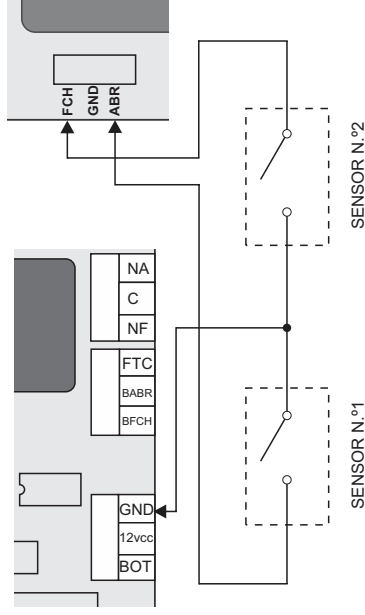 FCH
GND
ABR
SENSOR N.º2
NA
C
NF
FTC
BABR
BFCH
SENSOR N.º1
GND
12vcc
BOT